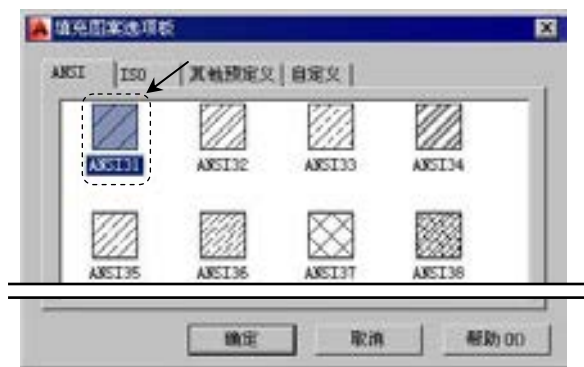 填充图案选项板
ANSI ISO 其他预定义 自定义
ANSI31 ANSI32 ANSI33 ANSI34
ANSI35 ANSI36 ANSI37 ANSI38
确定 取消 帮助(H)